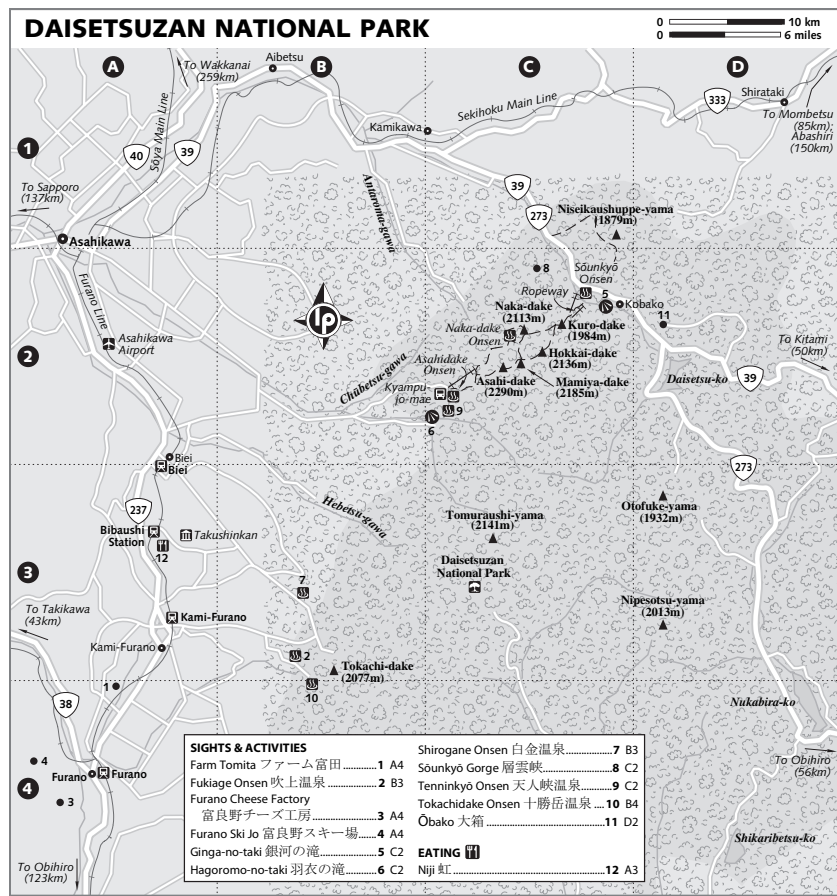 DAISETSUZAN NATIONAL PARK
0 10 km
0 6 miles
A
B
C
D
To Wakkanai
(259km)
Aibetsu
Shirataki
333
Sekihoku Main Line
Kamikawa
To Mombetsu
(85km);
Abashiri
(150km)
1
Sōya Main Line
40
39
39
273
To Sapporo
(137km)
Antaroma-gawa
Niseikaushuppe-yama
(1879m)
Asahikawa
8
Sōunkyō
Onsen
Ropeway
5
Kobako
Furano Line
lp
Naka-dake
(2113m)
Kuro-dake
(1984m)
11
Asahikawa
Airport
Naka-dake
Onsen
To Kitami
(50km)
2
Hokkai-dake
(2136m)
Asahidake
Onsen
Chūbetsu-gawa
Kyampu-
jo-mae
Asahi-dake
(2290m)
Mamiya-dake
(2185m)
Daisetsu-ko
39
9
6
Biei
Biei
273
237
Hebetsu-gawa
Otofuke-yama
(1932m)
Tomuraushi-yama
(2141m)
Bibaushi
Station
Takushinkan
12
Daisetsuzan
National Park
3
7
To Takikawa
(43km)
Kami-Furano
Nipesotsu-yama
(2013m)
Kami-Furano
2
Tokachi-dake
(2077m)
1
10
38
Nukabira-ko
4
Furano
Furano
To Obihiro
(56km)
4
3
Shikaribetsu-ko
To Obihiro
(123km)
SIGHTS & ACTIVITIES
Farm Tomita ファーム富田.............1 A4
Fukiage Onsen 吹上温泉...............2 B3
Furano Cheese Factory
富良野チーズ工房...................3 A4
Furano Ski Jo 富良野スキー場......4 A4
Ginga-no-taki 銀河の滝.................5 C2
Hagoromo-no-taki 羽衣の滝..........6 C2
Shirogane Onsen 白金温泉..................7 B3
Sōunkyō Gorge 層雲峡......................8 C2
Tenninkyō Onsen 天人峡温泉............9 C2
Tokachidake Onsen 十勝岳温泉...10 B4
Ōbako 大箱....................................11 D2
EATING
Niji 虹...........................................12 A3